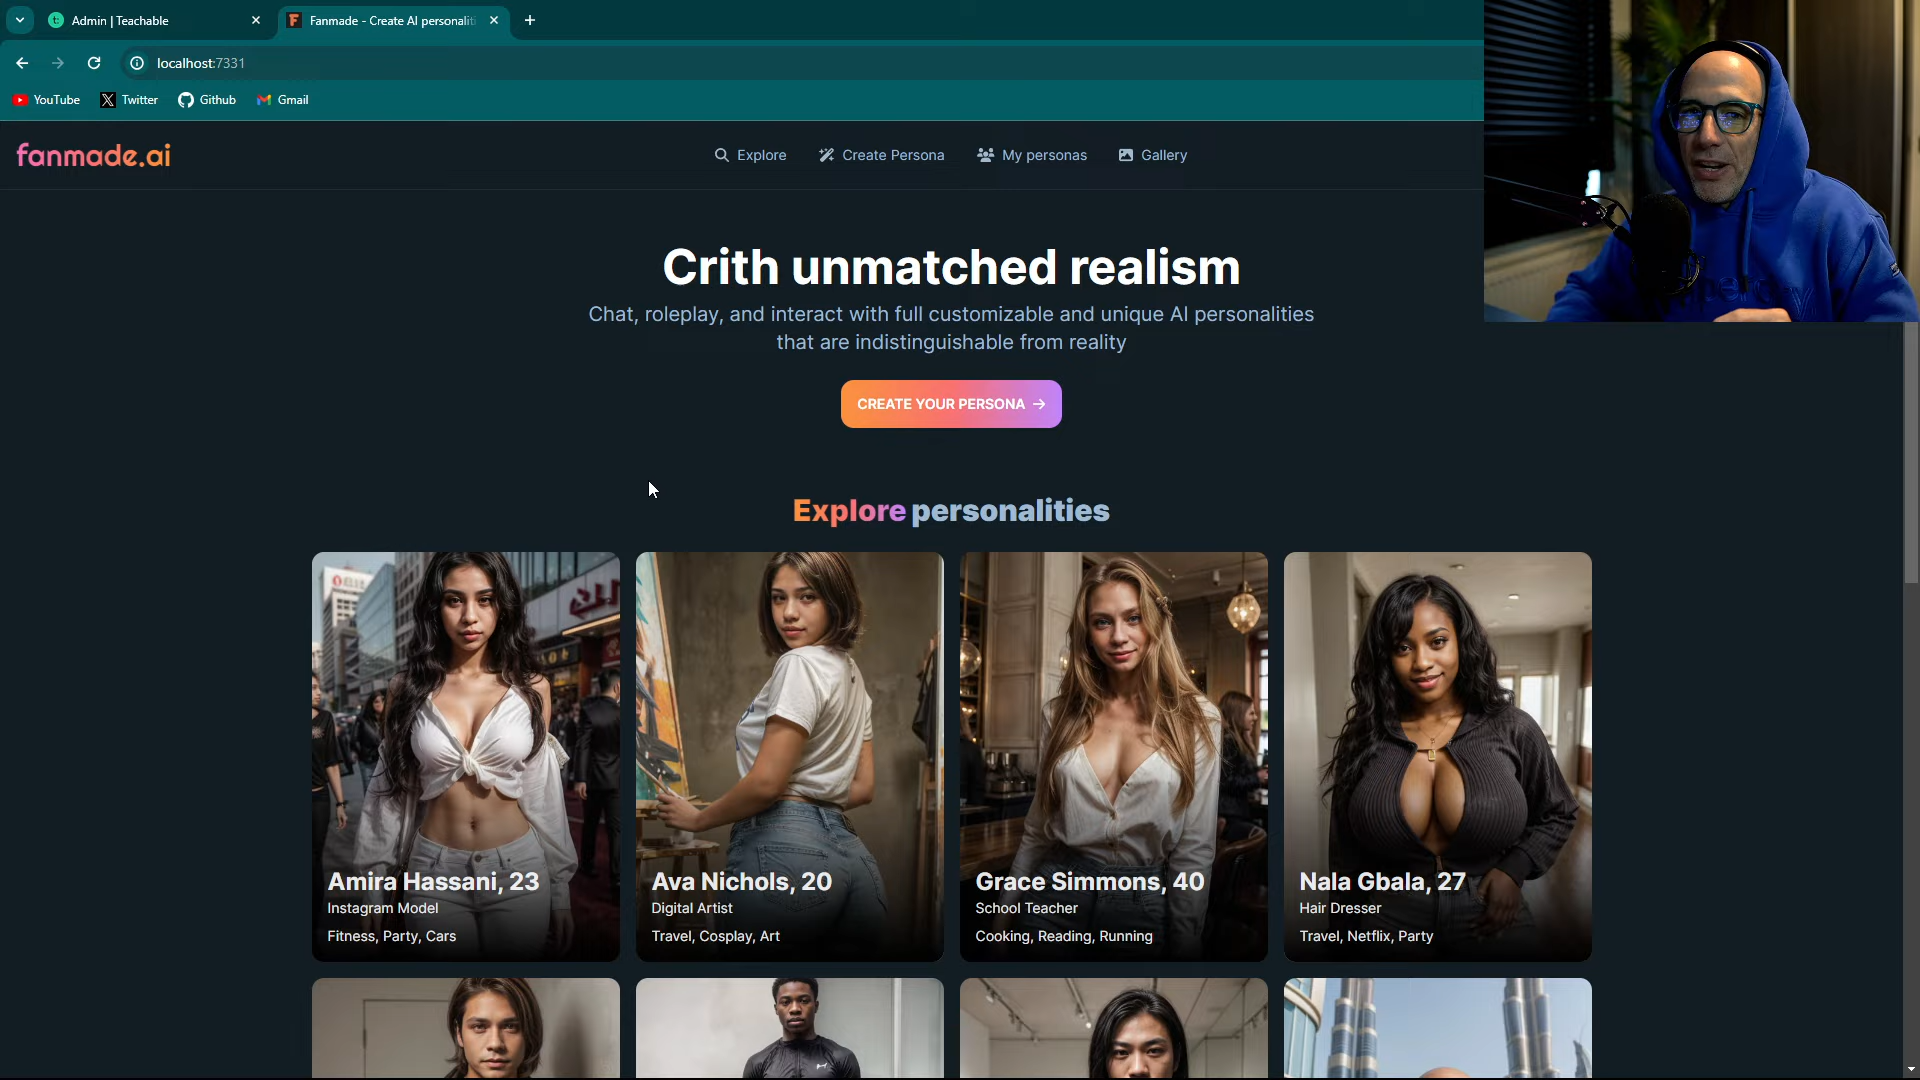 Admin | Teachable
Fanmade - Create AI personaliti
localhost:7331
YouTube
Twitter
Github
Gmail
fanmade.ai
Explore
Create Persona
My personas
Gallery
Crith unmatched realism
Chat, roleplay, and interact with full customizable and unique AI personalities
that are indistinguishable from reality
CREATE YOUR PERSONA →
Explore personalities
Amira Hassani, 23
Instagram Model
Fitness, Party, Cars
Ava Nichols, 20
Digital Artist
Travel, Cosplay, Art
Grace Simmons, 40
School Teacher
Cooking, Reading, Running
Nala Gbala, 27
Hair Dresser
Travel, Netflix, Party